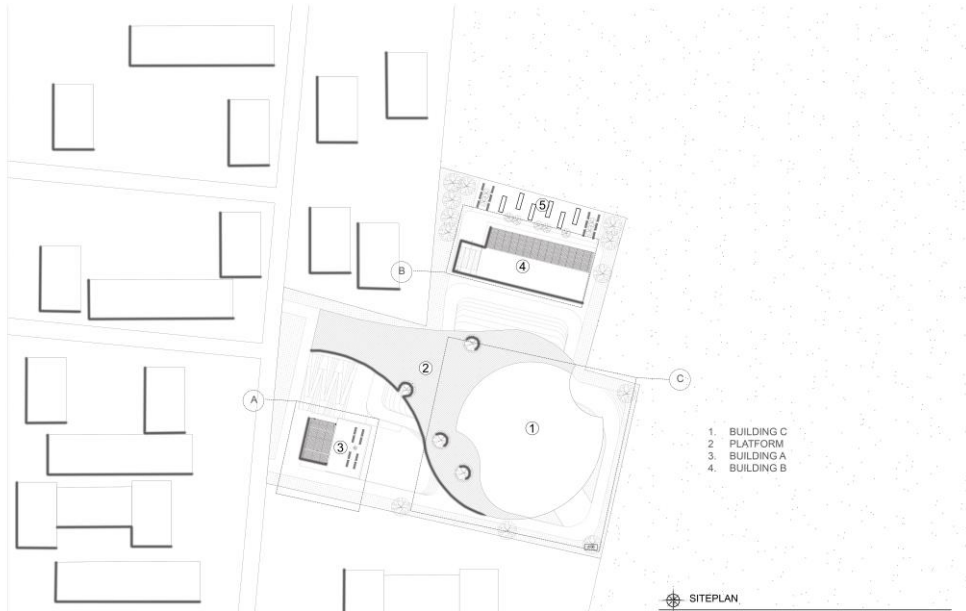 5
4
B
2
C
A
1
3
1. BUILDING C
2 PLATFORM
3. BUILDING A
4. BUILDING B
SITEPLAN